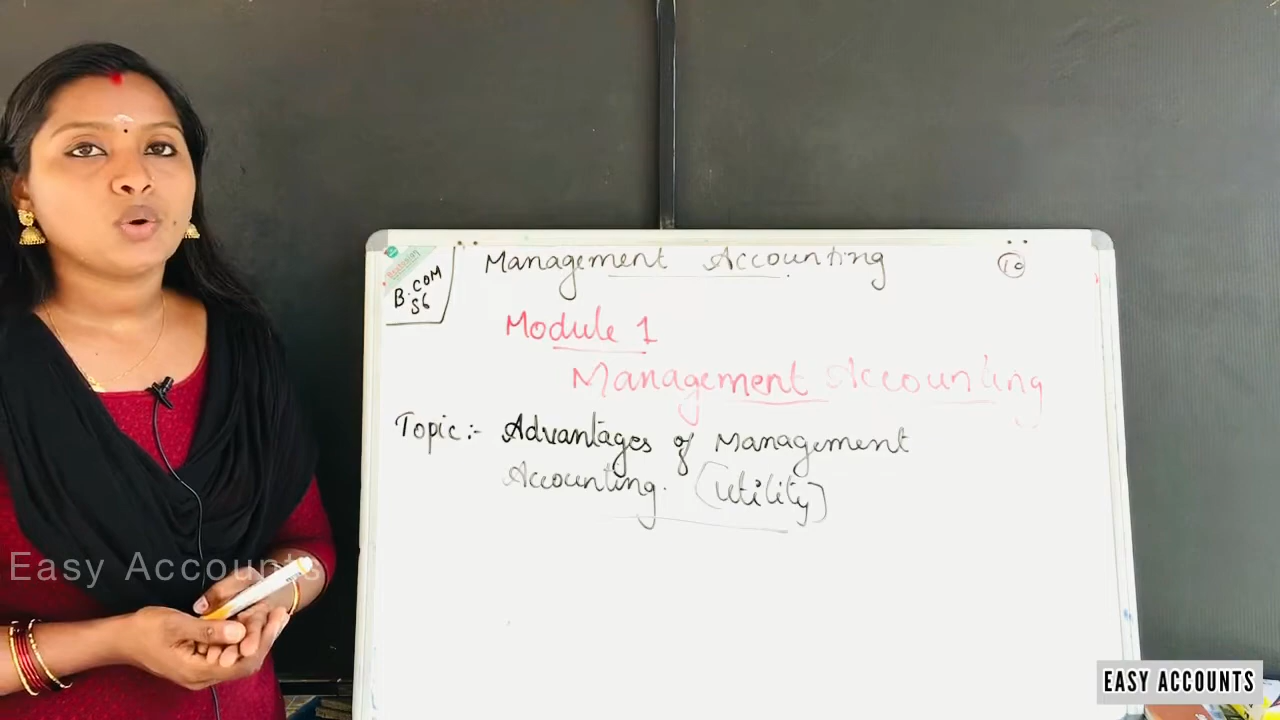 Management Accounting
B.COM
S6
Module 1
Management Accounting
Topic:- Advantages of Management
Accounting. (Utility)
Easy Accounts
EASY ACCOUNTS